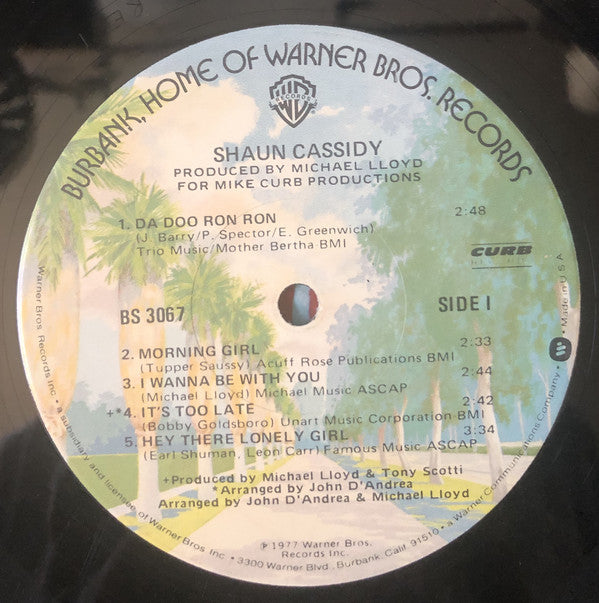 BURBANK, HOME OF WARNER BROS. RECORDS
RECORDS
SHAUN CASSIDY
PRODUCED BY MICHAEL LLOYD
FOR MIKE CURB PRODUCTIONS
1. DA DOO RON RON 2:48
(J. Barry/P. Spector/E. Greenwich)
Trio Music/Mother Bertha BMI
CURB
BS 3067 SIDE I
2. MORNING GIRL 2:33
(Tupper Saussy) Acuff Rose Publications BMI
3. I WANNA BE WITH YOU 2:44
(Michael Lloyd) Michael Music ASCAP
+*4. IT'S TOO LATE 2:42
(Bobby Goldsboro) Unart Music Corporation BMI
5. HEY THERE LONELY GIRL 3:34
(Earl Shuman, Leon Carr) Famous Music ASCAP
+Produced by Michael Lloyd & Tony Scotti
*Arranged by John D'Andrea
Arranged by John D'Andrea & Michael Lloyd
℗ 1977 Warner Bros.
Records Inc.
Warner Bros. Records Inc. • a subsidiary and licensee of Warner Bros. Inc. • 3300 Warner Blvd., Burbank, Calif. 91510 • a Warner Communications Company • Made in U.S.A.